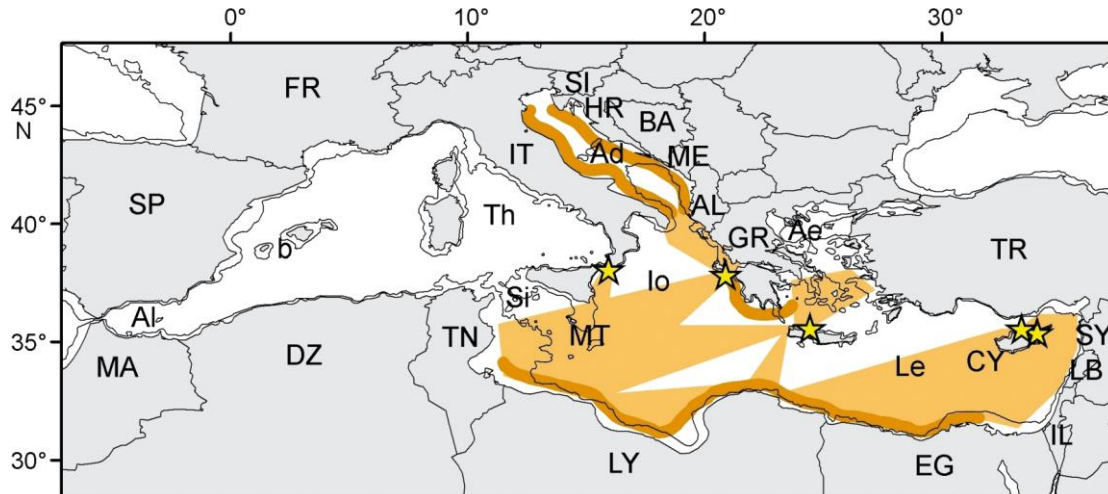 0° 10° 20° 30°
45°
N
40°
35°
30°
FR
SI
HR
BA
IT
Ad
ME
SP
Th
AL
b
GR
Ae
TR
Io
Al
Si
MT
TN
MA
DZ
Le
CY
SY
LB
IL
LY
EG